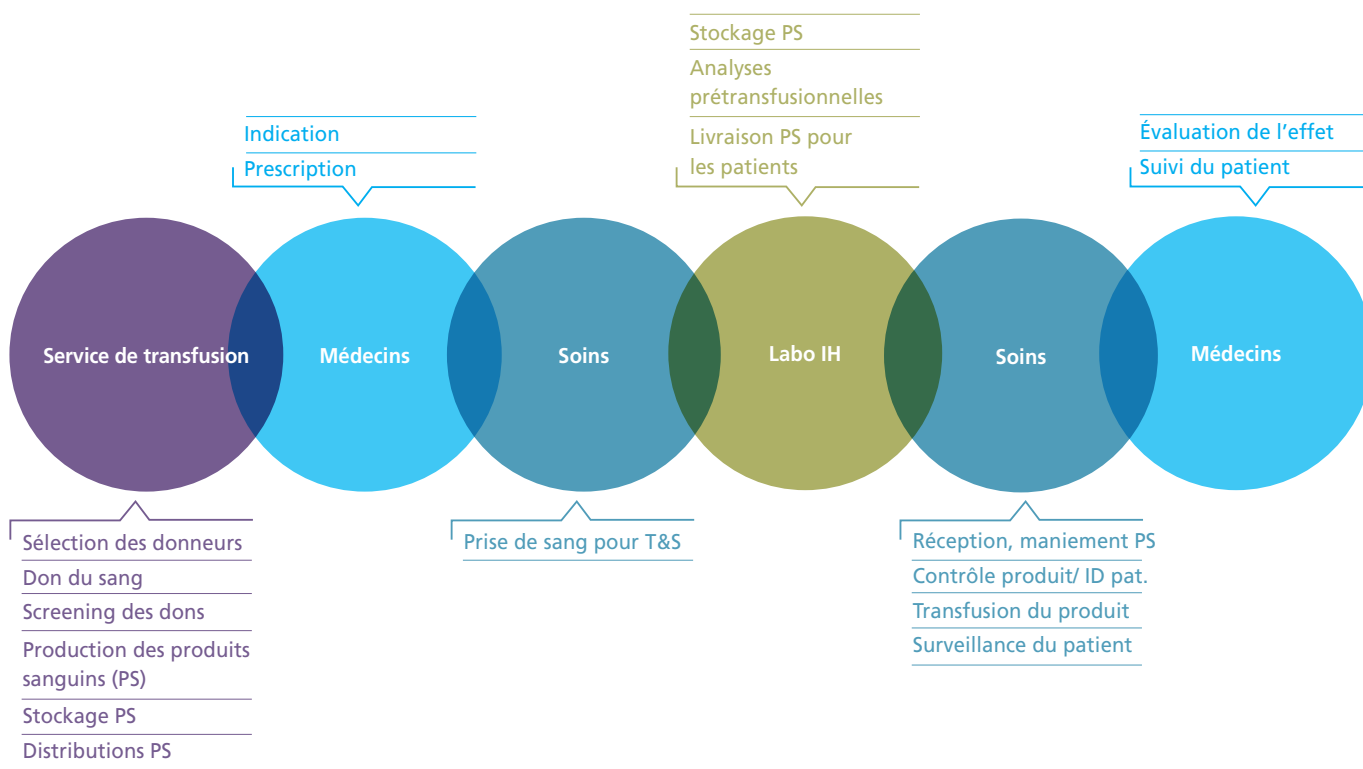 Stockage PS
Analyses
prétransfusionnelles
Livraison PS pour
les patients
Indication
Prescription
Évaluation de l’effet
Suivi du patient
Service de transfusion
Médecins
Soins
Labo IH
Soins
Médecins
Sélection des donneurs
Don du sang
Screening des dons
Production des produits
sanguins (PS)
Stockage PS
Distributions PS
Prise de sang pour T&S
Réception, maniement PS
Contrôle produit/ ID pat.
Transfusion du produit
Surveillance du patient